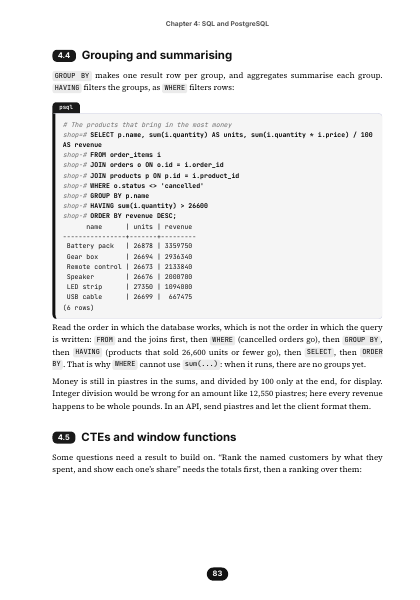 Chapter 4: SQL and PostgreSQL
4.4 Grouping and summarising
GROUP BY makes one result row per group, and aggregates summarise each group.
HAVING filters the groups, as WHERE filters rows:
psql
# The products that bring in the most money
shop=# SELECT p.name, sum(i.quantity) AS units, sum(i.quantity * i.price) / 100
AS revenue
shop-# FROM order_items i
shop-# JOIN orders o ON o.id = i.order_id
shop-# JOIN products p ON p.id = i.product_id
shop-# WHERE o.status <> 'cancelled'
shop-# GROUP BY p.name
shop-# HAVING sum(i.quantity) > 26600
shop-# ORDER BY revenue DESC;
name | units | revenue
----------------+-------+---------
Battery pack | 26878 | 3359750
Gear box | 26694 | 2936340
Remote control | 26673 | 2133840
Speaker | 26676 | 2000700
LED strip | 27350 | 1094000
USB cable | 26699 | 667475
(6 rows)
Read the order in which the database works, which is not the order in which the query
is written: FROM and the joins first, then WHERE (cancelled orders go), then GROUP BY,
then HAVING (products that sold 26,600 units or fewer go), then SELECT, then ORDER
BY. That is why WHERE cannot use sum(...): when it runs, there are no groups yet.
Money is still in piastres in the sums, and divided by 100 only at the end, for display.
Integer division would be wrong for an amount like 12,550 piastres; here every revenue
happens to be whole pounds. In an API, send piastres and let the client format them.
4.5 CTEs and window functions
Some questions need a result to build on. “Rank the named customers by what they
spent, and show each one’s share” needs the totals first, then a ranking over them:
83